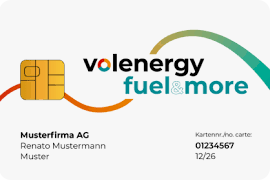 volenergy
fuel&more
Musterfirma AG
Renato Mustermann
Muster
Kartennr./no. carte:
01234567
12/26